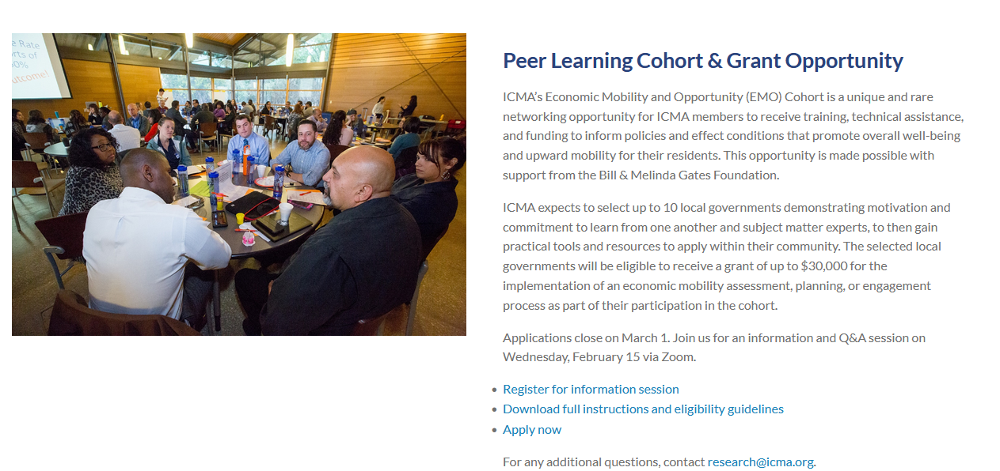 e Rate
rts of
0%
utcome!
Peer Learning Cohort & Grant Opportunity
ICMA's Economic Mobility and Opportunity (EMO) Cohort is a unique and rare
networking opportunity for ICMA members to receive training, technical assistance,
and funding to inform policies and effect conditions that promote overall well-being
and upward mobility for their residents. This opportunity is made possible with
support from the Bill & Melinda Gates Foundation.
ICMA expects to select up to 10 local governments demonstrating motivation and
commitment to learn from one another and subject matter experts, to then gain
practical tools and resources to apply within their community. The selected local
governments will be eligible to receive a grant of up to $30,000 for the
implementation of an economic mobility assessment, planning, or engagement
process as part of their participation in the cohort.
Applications close on March 1. Join us for an information and Q&A session on
Wednesday, February 15 via Zoom.
• Register for information session
• Download full instructions and eligibility guidelines
• Apply now
For any additional questions, contact research@icma.org.